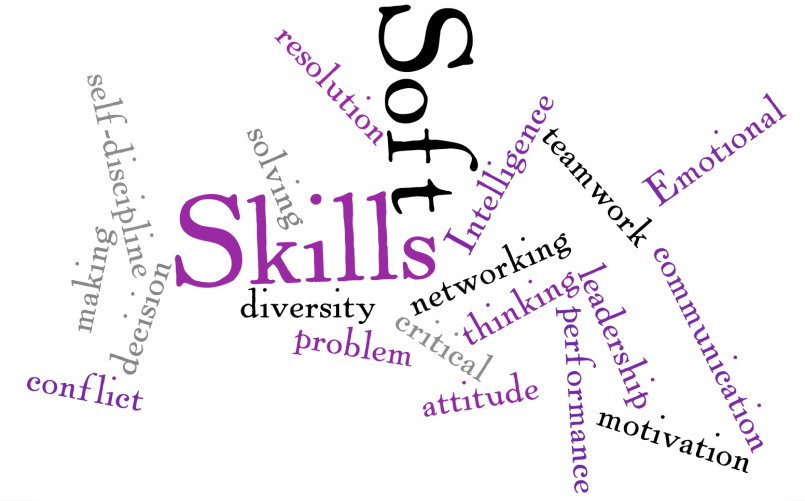 Soft
resolution
self-discipline
solving
Intelligence
Emotional
teamwork
Skills
making
decision
networking
communication
diversity
thinking
leadership
problem
critical
performance
conflict
attitude
motivation